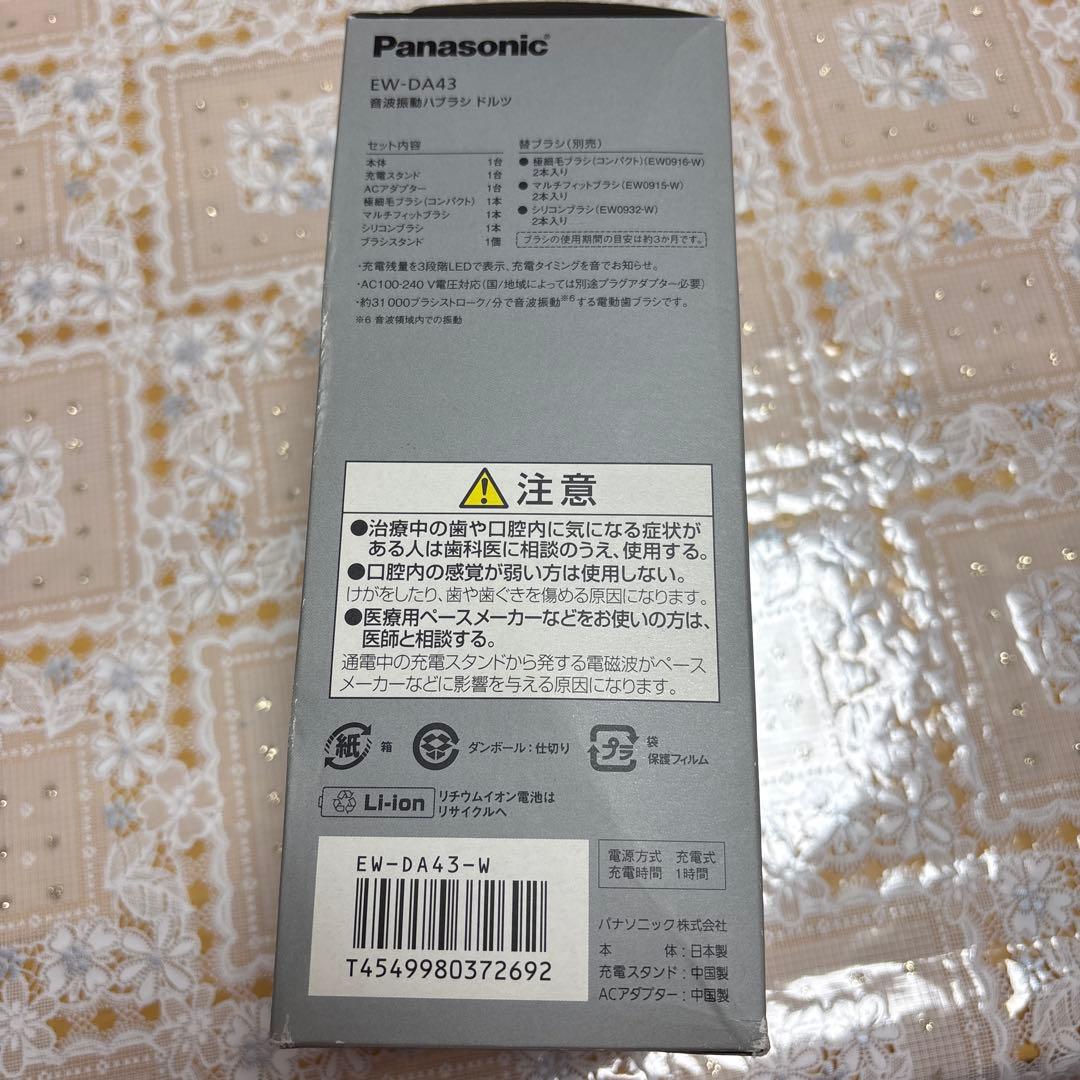 Panasonic
EW-DA43
音波振動ハブラシ ドルツ
セット内容
本体 1台
充電スタンド 1台
ACアダプター 1台
極細毛ブラシ(コンパクト) 1本
マルチフィットブラシ 1本
シリコンブラシ 1本
ブラシスタンド 1個
替ブラシ(別売)
● 極細毛ブラシ(コンパクト)(EW0916-W)
2本入り
● マルチフィットブラシ(EW0915-W)
2本入り
● シリコンブラシ(EW0932-W)
2本入り
ブラシの使用期間の目安は約3か月です。
・充電残量を3段階LEDで表示、充電タイミングを音でお知らせ。
・AC100-240 V電圧対応(国/地域によっては別途プラグアダプター必要)
・約31 000ブラシストローク/分で音波振動※6する電動歯ブラシです。
※6 音波領域内での振動
注意
●治療中の歯や口腔内に気になる症状が
ある人は歯科医に相談のうえ、使用する。
●口腔内の感覚が弱い方は使用しない。
けがをしたり、歯や歯ぐきを傷める原因になります。
●医療用ペースメーカーなどをお使いの方は、
医師と相談する。
通電中の充電スタンドから発する電磁波がペース
メーカーなどに影響を与える原因になります。
紙 箱
ダンボール:仕切り
プラ 袋
保護フィルム
Li-ion リチウムイオン電池は
リサイクルへ
EW-DA43-W
T4549980372692
電源方式 充電式
充電時間 1時間
パナソニック株式会社
本体:日本製
充電スタンド:中国製
ACアダプター:中国製